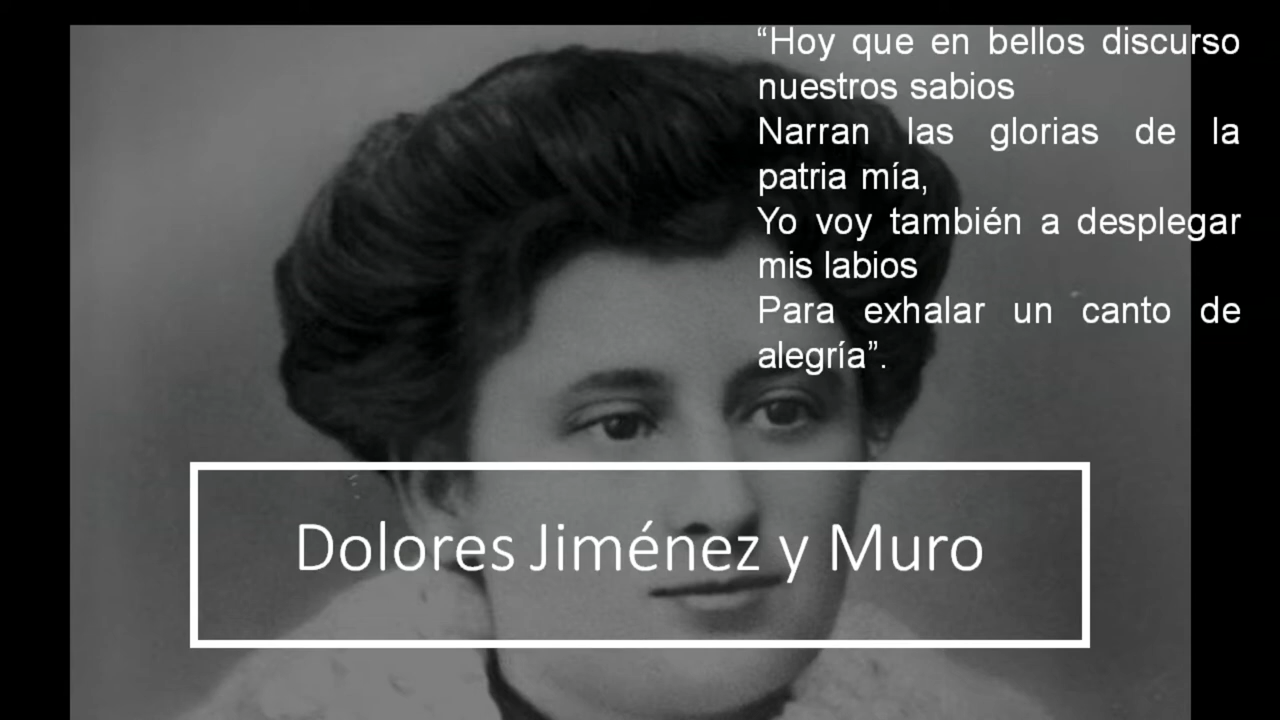 “Hoy que en bellos discurso
nuestros sabios
Narran las glorias de la
patria mía,
Yo voy también a desplegar
mis labios
Para exhalar un canto de
alegría”.
Dolores Jiménez y Muro